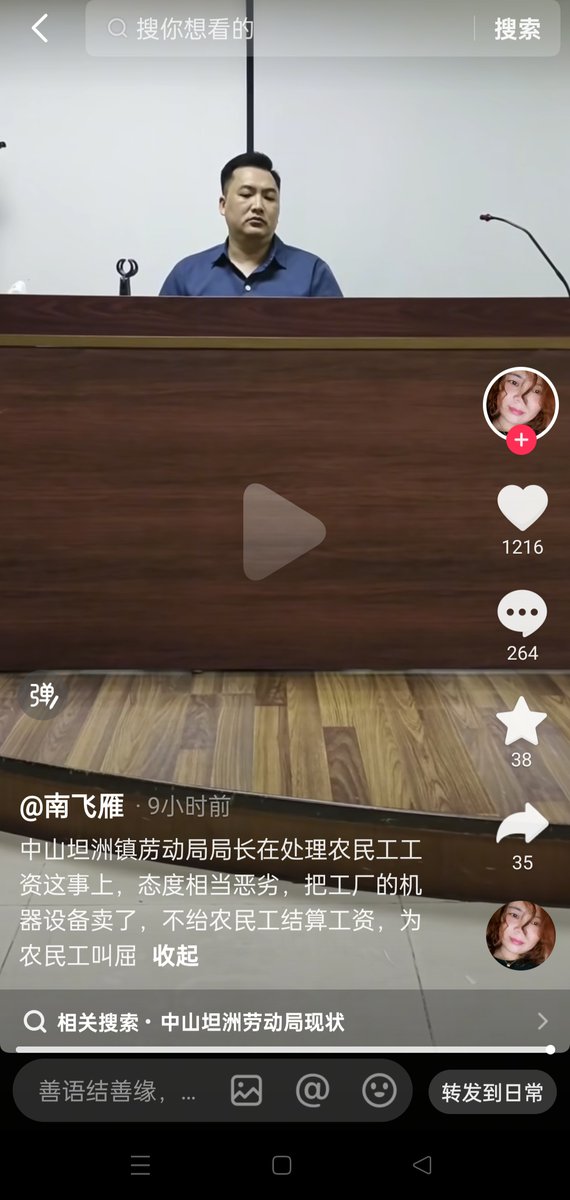 搜你想看的
搜索
1216
264
38
35
弹
@南飞雁 · 9小时前
中山坦洲镇劳动局局长在处理农民工工
资这事上，态度相当恶劣，把工厂的机
器设备卖了，不给农民工结算工资，为
农民工叫屈 收起
相关搜索· 中山坦洲劳动局现状
善语结善缘，...
转发到日常